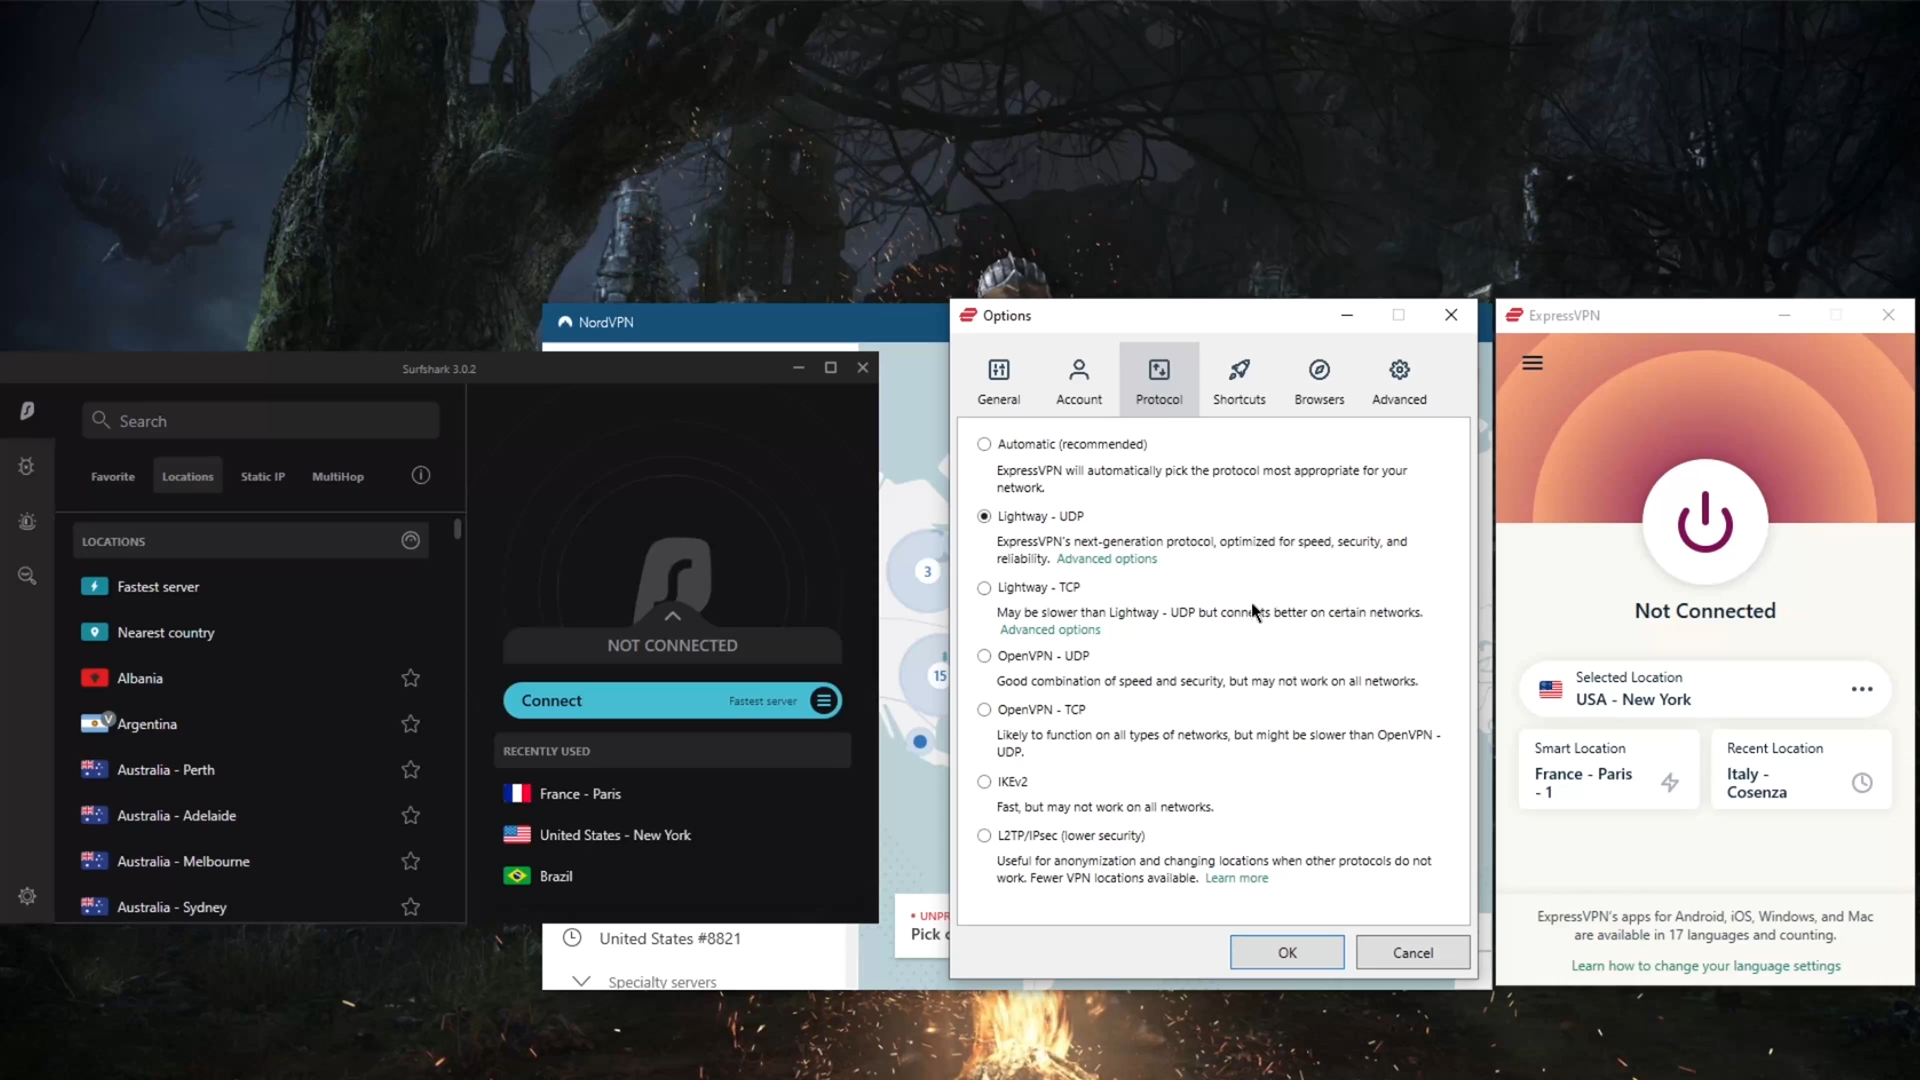 Surfshark 3.0.2
Search
Favorite
Locations
Static IP
MultiHop
LOCATIONS
Fastest server
Nearest country
Albania
Argentina
Australia - Perth
Australia - Adelaide
Australia - Melbourne
Australia - Sydney
NOT CONNECTED
Connect
Fastest server
RECENTLY USED
France - Paris
United States - New York
Brazil
NordVPN
3
15
UNPR
Pick
United States #8821
Specialty servers
Options
General
Account
Protocol
Shortcuts
Browsers
Advanced
Automatic (recommended)
ExpressVPN will automatically pick the protocol most appropriate for your
network.
Lightway - UDP
ExpressVPN's next-generation protocol, optimized for speed, security, and
reliability. Advanced options
Lightway - TCP
May be slower than Lightway - UDP but connects better on certain networks.
Advanced options
OpenVPN - UDP
Good combination of speed and security, but may not work on all networks.
OpenVPN - TCP
Likely to function on all types of networks, but might be slower than OpenVPN -
UDP.
IKEv2
Fast, but may not work on all networks.
L2TP/IPsec (lower security)
Useful for anonymization and changing locations when other protocols do not
work. Fewer VPN locations available. Learn more
OK
Cancel
ExpressVPN
Not Connected
Selected Location
USA - New York
Smart Location
France - Paris
- 1
Recent Location
Italy -
Cosenza
ExpressVPN's apps for Android, iOS, Windows, and Mac
are available in 17 languages and counting.
Learn how to change your language settings